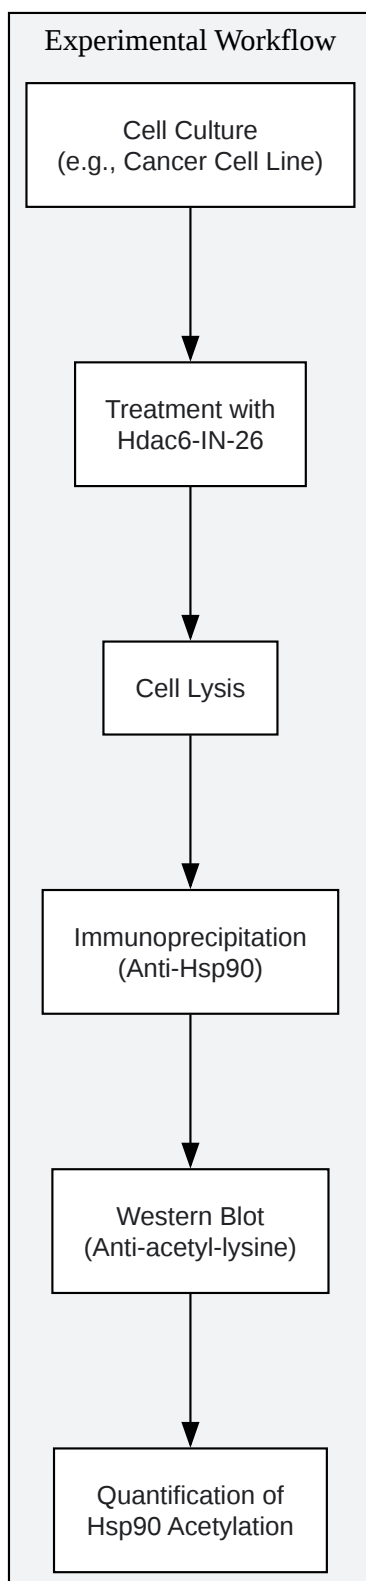 Experimental Workflow
Cell Culture
(e.g., Cancer Cell Line)
Treatment with
Hdac6-IN-26
Cell Lysis
Immunoprecipitation
(Anti-Hsp90)
Western Blot
(Anti-acetyl-lysine)
Quantification of
Hsp90 Acetylation